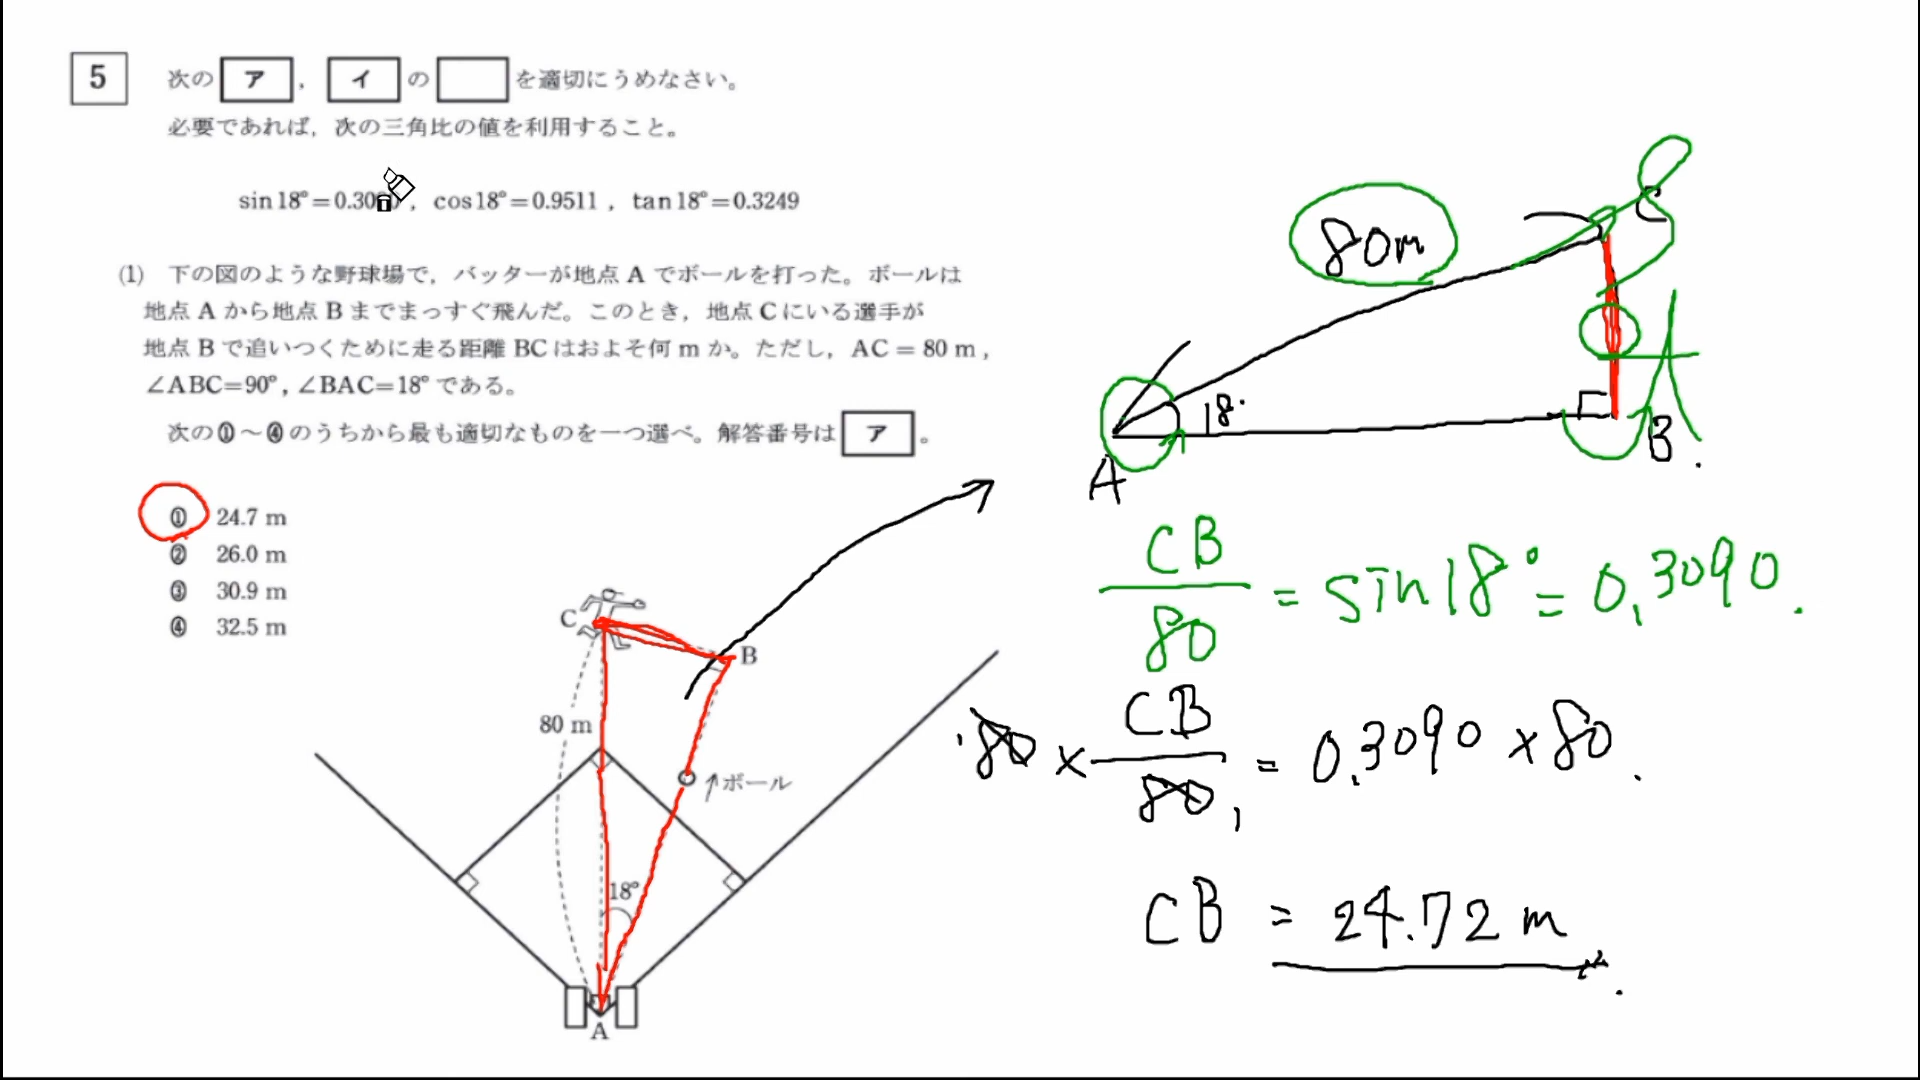 5 次の ア , イ の を適切にうめなさい。
必要であれば, 次の三角比の値を利用すること。
sin18°=0.30 , cos18°=0.9511 , tan18°=0.3249
(1) 下の図のような野球場で, バッターが地点 A でボールを打った。ボールは
地点 A から地点 B までまっすぐ飛んだ。このとき, 地点 C にいる選手が
地点 B で追いつくために走る距離 BC はおよそ何 m か。ただし, AC = 80 m ,
∠ABC=90° , ∠BAC=18° である。
次の①～④のうちから最も適切なものを一つ選べ。解答番号は ア 。
① 24.7 m
② 26.0 m
③ 30.9 m
④ 32.5 m
C
B
80 m
↑ボール
18°
A
80m
C
18°
A
B
CB/80 = sin18° = 0.3090.
80 × CB/80 = 0.3090 × 80.
CB = 24.72 m